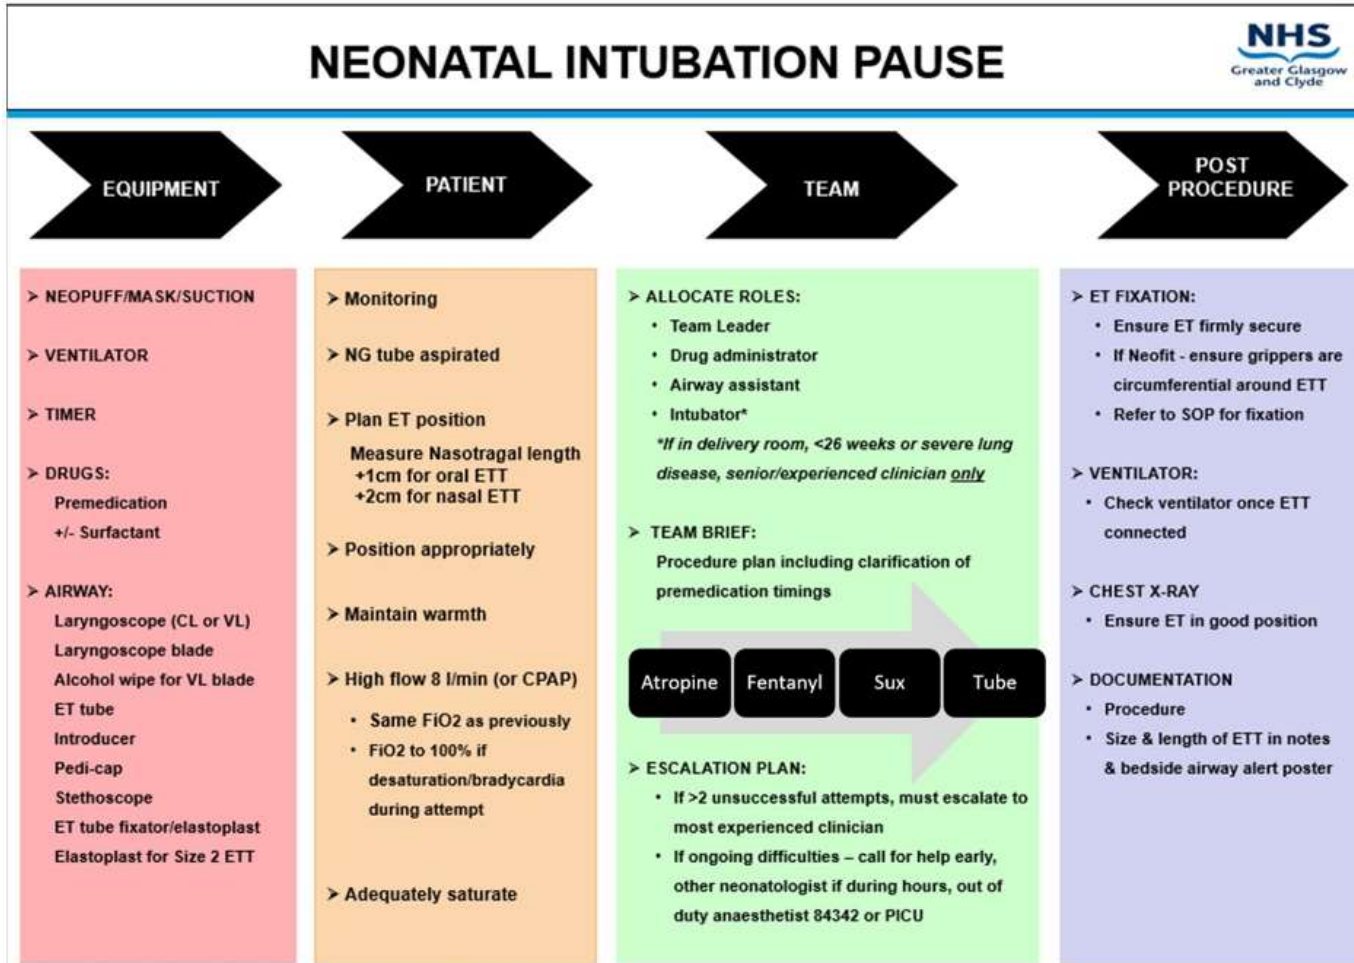 NEONATAL INTUBATION PAUSE
NHS
Greater Glasgow
and Clyde
EQUIPMENT
PATIENT
TEAM
POST
PROCEDURE
➢ NEOPUFF/MASK/SUCTION
➢ VENTILATOR
➢ TIMER
➢ DRUGS:
Premedication
+/- Surfactant
➢ AIRWAY:
Laryngoscope (CL or VL)
Laryngoscope blade
Alcohol wipe for VL blade
ET tube
Introducer
Pedi-cap
Stethoscope
ET tube fixator/elastoplast
Elastoplast for Size 2 ETT
➢ Monitoring
➢ NG tube aspirated
➢ Plan ET position
Measure Nasotragal length
+1cm for oral ETT
+2cm for nasal ETT
➢ Position appropriately
➢ Maintain warmth
➢ High flow 8 l/min (or CPAP)
• Same FiO2 as previously
• FiO2 to 100% if
desaturation/bradycardia
during attempt
➢ Adequately saturate
➢ ALLOCATE ROLES:
• Team Leader
• Drug administrator
• Airway assistant
• Intubator*
*If in delivery room, <26 weeks or severe lung
disease, senior/experienced clinician only
➢ TEAM BRIEF:
Procedure plan including clarification of
premedication timings
Atropine
Fentanyl
Sux
Tube
➢ ESCALATION PLAN:
• If >2 unsuccessful attempts, must escalate to
most experienced clinician
• If ongoing difficulties – call for help early,
other neonatologist if during hours, out of
duty anaesthetist 84342 or PICU
➢ ET FIXATION:
• Ensure ET firmly secure
• If Neofit - ensure grippers are
circumferential around ETT
• Refer to SOP for fixation
➢ VENTILATOR:
• Check ventilator once ETT
connected
➢ CHEST X-RAY
• Ensure ET in good position
➢ DOCUMENTATION
• Procedure
• Size & length of ETT in notes
& bedside airway alert poster